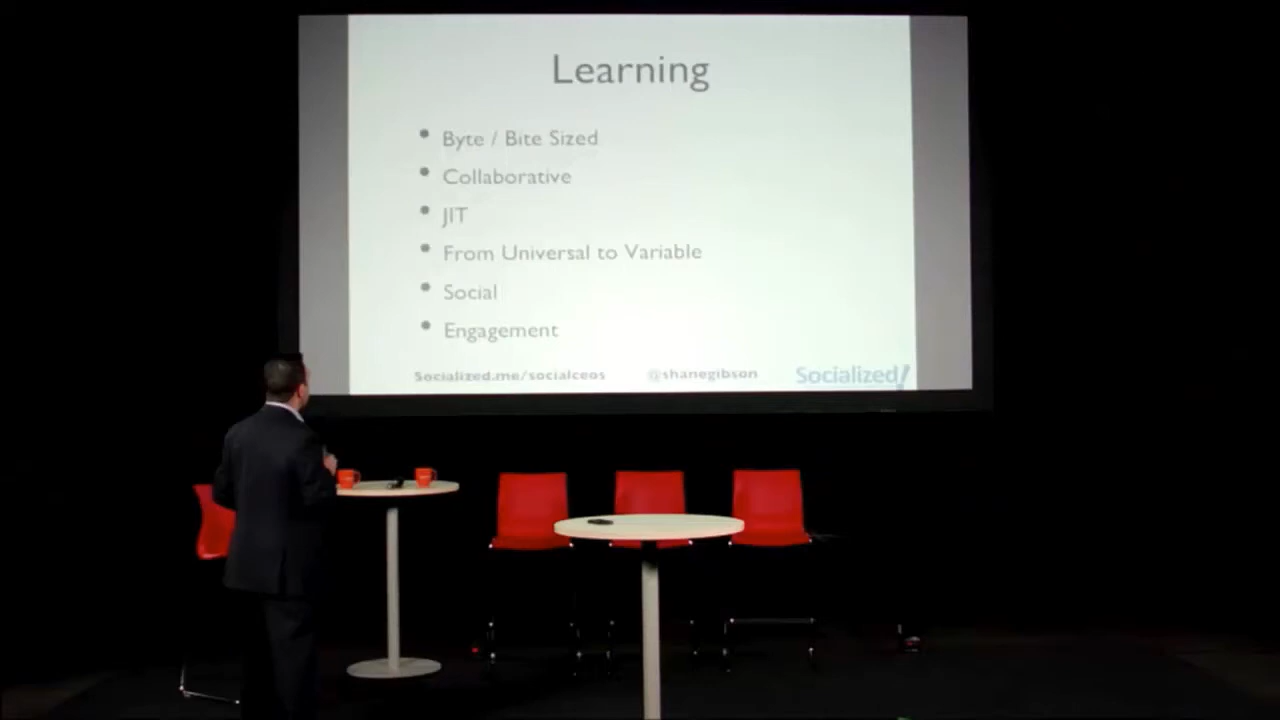 Learning
Byte / Bite Sized
Collaborative
JIT
From Universal to Variable
Social
Engagement
Socialized.me/socialceos @shanegibson Socialized!